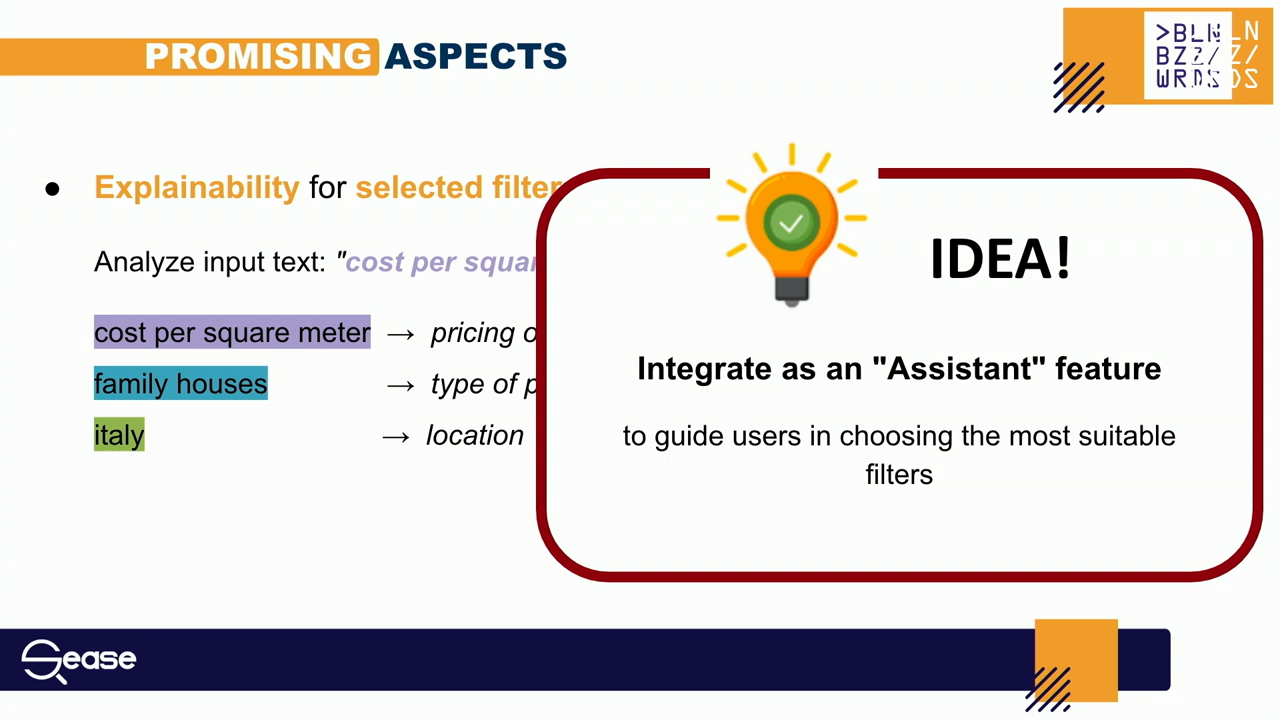 PROMISING ASPECTS
>BLN
BZZ/
WRDS
● Explainability for selected filter
Analyze input text: "cost per squar
cost per square meter → pricing o
family houses → type of p
italy → location
IDEA!
Integrate as an "Assistant" feature
to guide users in choosing the most suitable
filters
Sease